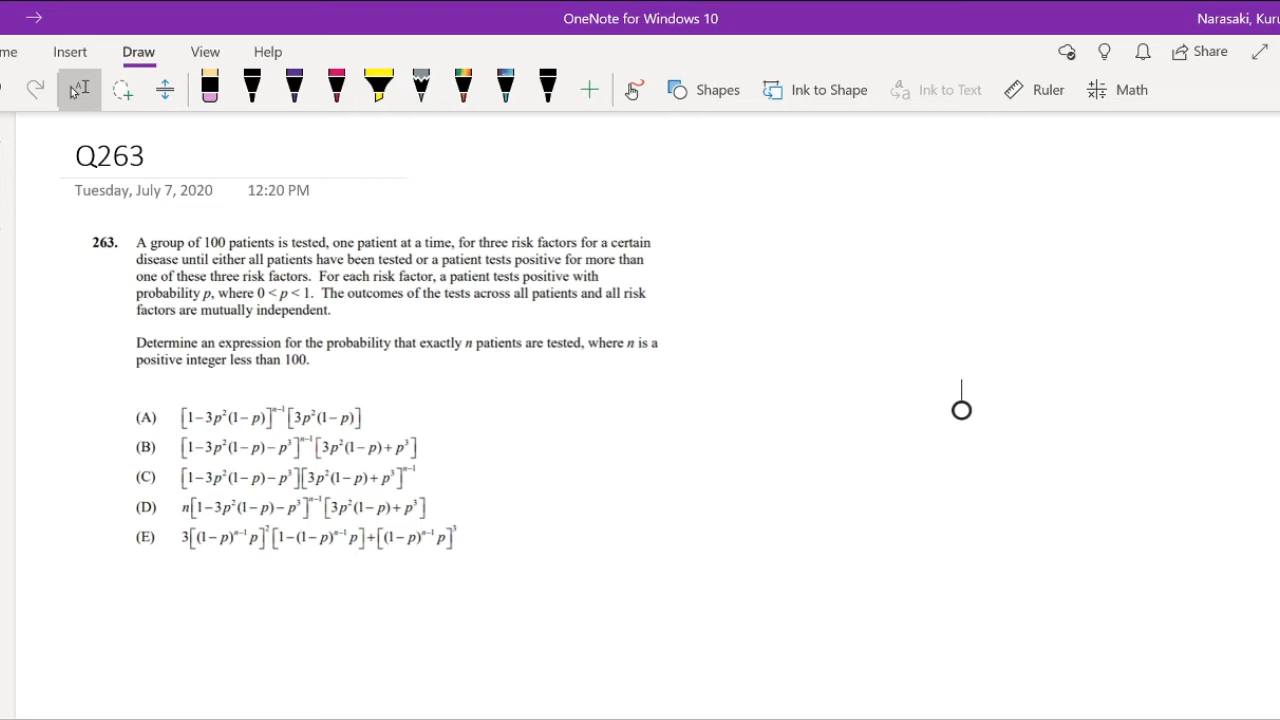 OneNote for Windows 10
Narasaki, Kuru
me Insert Draw View Help
Share
Shapes Ink to Shape Ink to Text Ruler Math
Q263
Tuesday, July 7, 2020 12:20 PM
263. A group of 100 patients is tested, one patient at a time, for three risk factors for a certain
disease until either all patients have been tested or a patient tests positive for more than
one of these three risk factors. For each risk factor, a patient tests positive with
probability p, where 0 < p < 1. The outcomes of the tests across all patients and all risk
factors are mutually independent.
Determine an expression for the probability that exactly n patients are tested, where n is a
positive integer less than 100.
(A) [1−3p²(1−p)]ⁿ⁻¹[3p²(1−p)]
(B) [1−3p²(1−p)−p³]ⁿ⁻¹[3p²(1−p)+p³]
(C) [1−3p²(1−p)−p³][3p²(1−p)+p³]ⁿ⁻¹
(D) n[1−3p²(1−p)−p³]ⁿ⁻¹[3p²(1−p)+p³]
(E) 3[(1−p)ⁿ⁻¹p]²[1−(1−p)ⁿ⁻¹p]+[(1−p)ⁿ⁻¹p]³